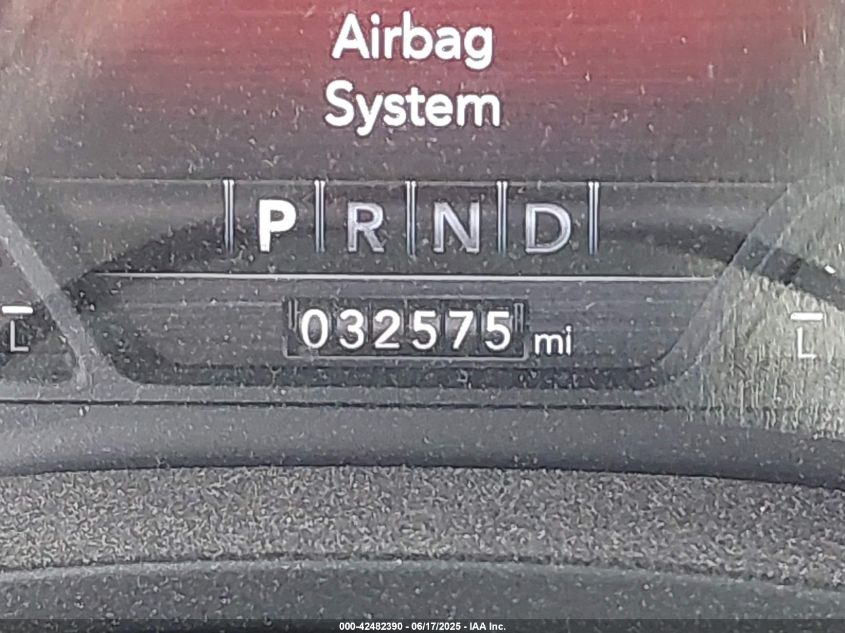 Airbag
System
P R N D
032575 mi
L L
000-42482390 - 06/17/2025 - IAA Inc.